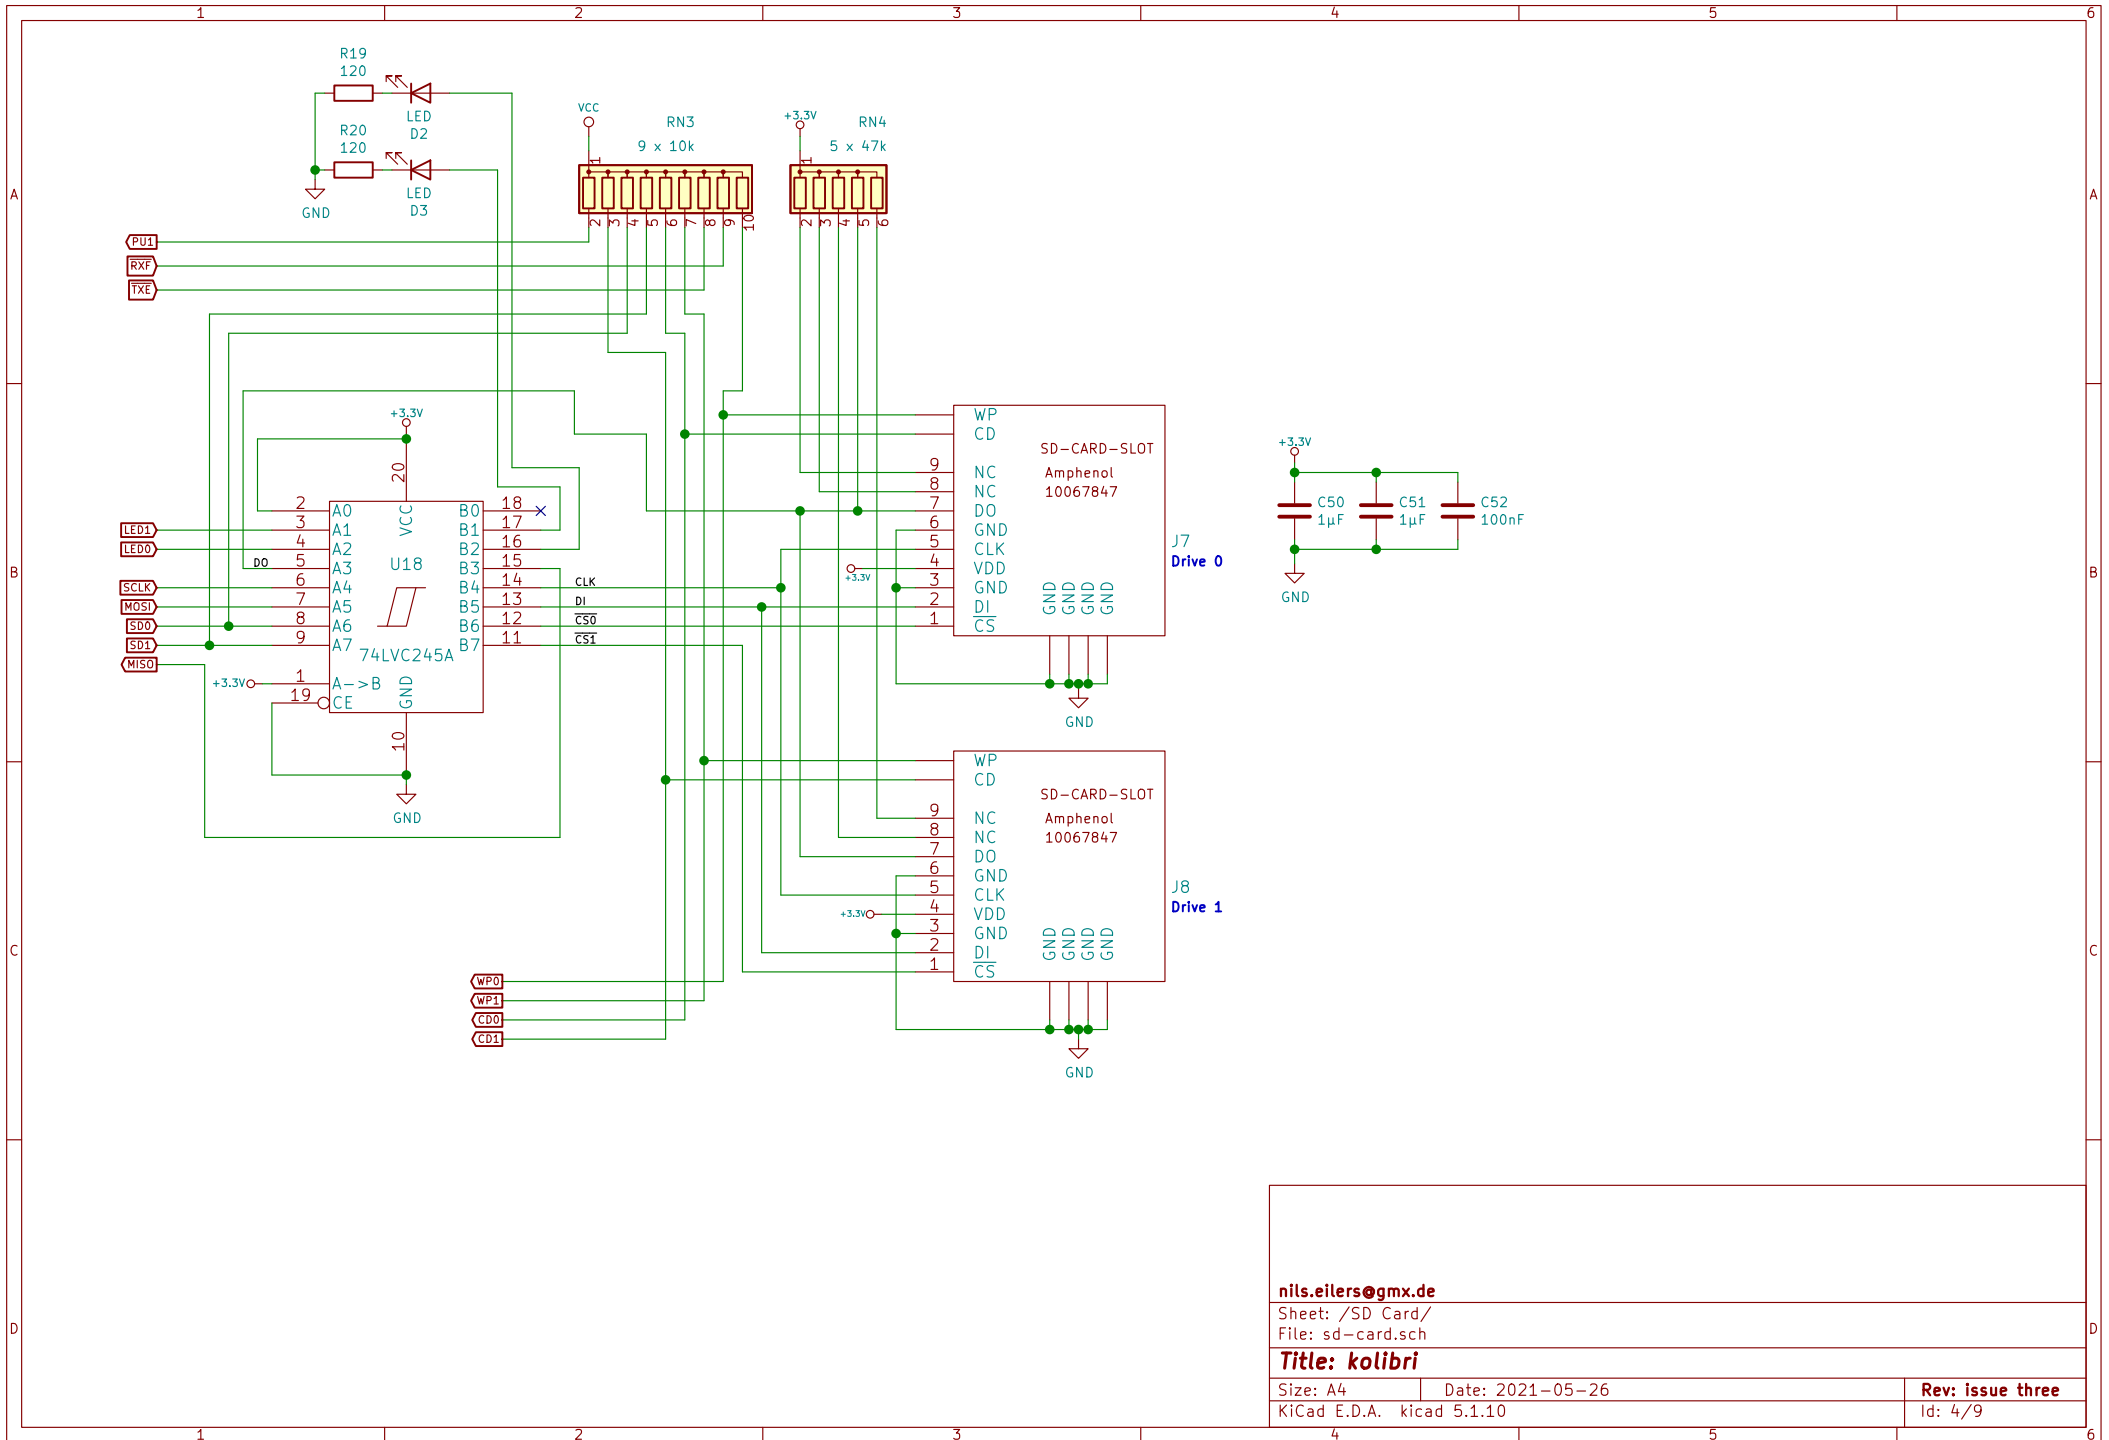 1 2 3 4 5 6
A A
B B
C C
D D
R19
120
LED
D2
R20
120
LED
D3
GND
VCC
RN3
9 x 10k
1
2 3 4 5 6 7 8 9 10
+3.3V
RN4
5 x 47k
1
2 3 4 5 6
PU1
RXF
TXE
LED1
LED0
DO
SCLK
MOSI
SD0
SD1
MISO
+3.3V
20
VCC
2 A0 B0 18
3 A1 B1 17
4 A2 B2 16
5 A3 B3 15
6 A4 B4 14
7 A5 B5 13
8 A6 B6 12
9 A7 B7 11
U18
74LVC245A
+3.3V
1 A->B
19 CE
GND
10
GND
CLK
DI
CS0
CS1
WP
CD
SD-CARD-SLOT
Amphenol
10067847
9 NC
8 NC
7 DO
6 GND
5 CLK
4 VDD
3 GND
2 DI
1 CS
+3.3V
GND GND GND GND
GND
J7
Drive 0
WP
CD
SD-CARD-SLOT
Amphenol
10067847
9 NC
8 NC
7 DO
6 GND
5 CLK
4 VDD
3 GND
2 DI
1 CS
+3.3V
GND GND GND GND
GND
J8
Drive 1
WP0
WP1
CD0
CD1
+3.3V
C50
1µF
C51
1µF
C52
100nF
GND
nils.eilers@gmx.de
Sheet: /SD Card/
File: sd-card.sch
Title: kolibri
Size: A4 Date: 2021-05-26 Rev: issue three
KiCad E.D.A. kicad 5.1.10 Id: 4/9
1 2 3 4 5 6